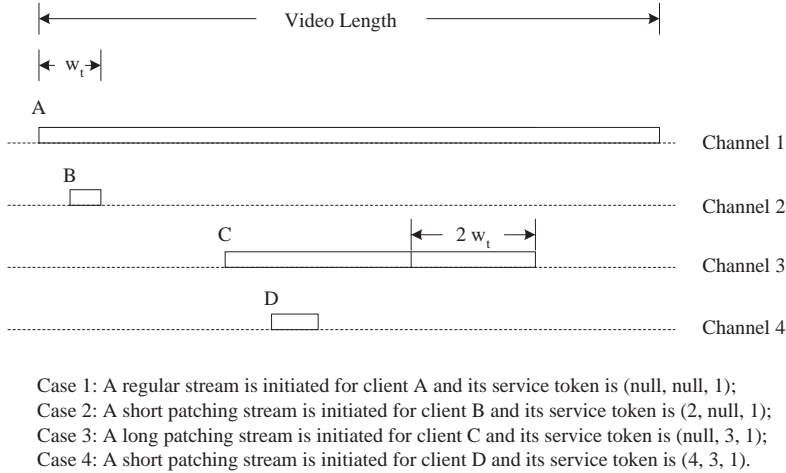 Video Length
w_t
A
Channel 1
B
Channel 2
C
2 w_t
Channel 3
D
Channel 4
Case 1: A regular stream is initiated for client A and its service token is (null, null, 1);
Case 2: A short patching stream is initiated for client B and its service token is (2, null, 1);
Case 3: A long patching stream is initiated for client C and its service token is (null, 3, 1);
Case 4: A short patching stream is initiated for client D and its service token is (4, 3, 1).